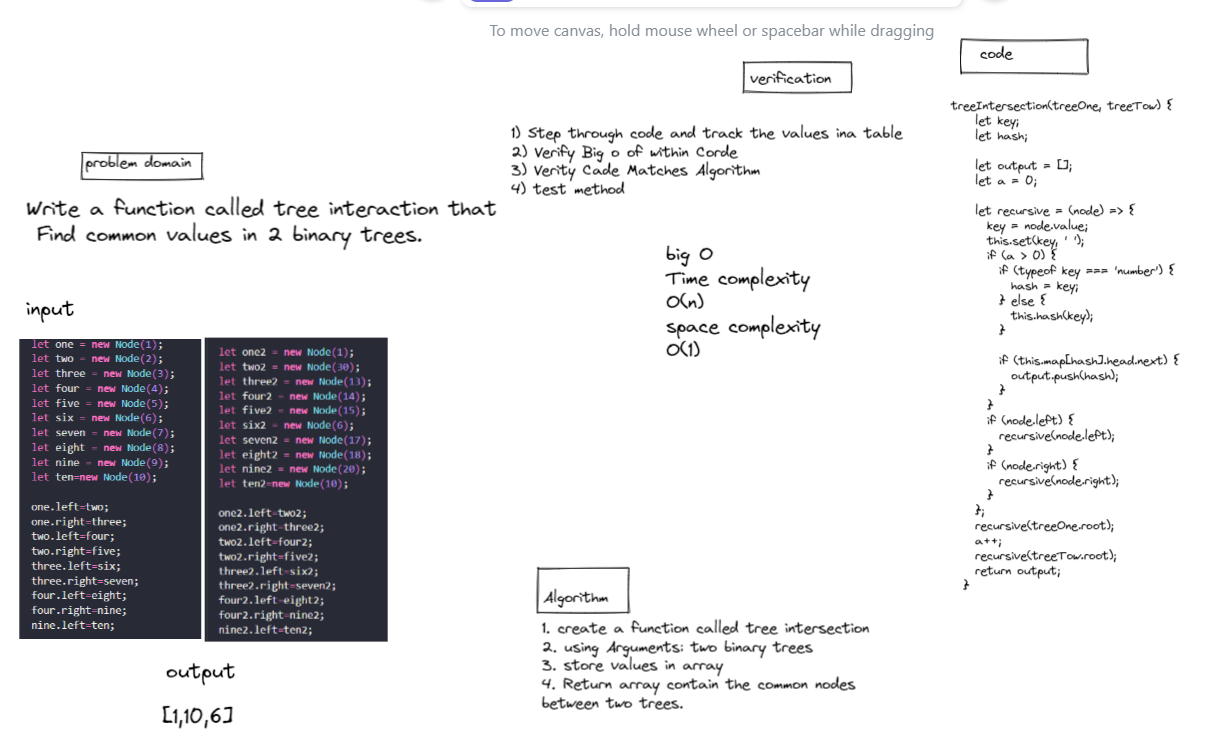 To move canvas, hold mouse wheel or spacebar while dragging
problem domain
Write a function called tree interaction that
Find common values in 2 binary trees.
input
let one = new Node(1);
let two = new Node(2);
let three = new Node(3);
let four = new Node(4);
let five = new Node(5);
let six = new Node(6);
let seven = new Node(7);
let eight = new Node(8);
let nine = new Node(9);
let ten=new Node(10);
one.left=two;
one.right=three;
two.left=four;
two.right=five;
three.left=six;
three.right=seven;
four.left=eight;
four.right=nine;
nine.left=ten;
let one2 = new Node(1);
let two2 = new Node(30);
let three2 = new Node(13);
let four2 = new Node(14);
let five2 = new Node(15);
let six2 = new Node(6);
let seven2 = new Node(17);
let eight2 = new Node(18);
let nine2 = new Node(20);
let ten2=new Node(10);
one2.left=two2;
one2.right=three2;
two2.left=four2;
two2.right=five2;
three2.left=six2;
three2.right=seven2;
four2.left=eight2;
four2.right=nine2;
nine2.left=ten2;
output
[1,10,6]
verification
1) Step through code and track the values ina table
2) Verify Big o of within Corde
3) Verity Cade Matches Algorithm
4) test method
big O
Time complexity
O(n)
space complexity
O(1)
Algorithm
1. create a function called tree intersection
2. using Arguments: two binary trees
3. store values in array
4. Return array contain the common nodes
between two trees.
code
treeIntersection(treeOne, treeTow) {
let key;
let hash;
let output = [];
let a = 0;
let recursive = (node) => {
key = node.value;
this.set(key, ' ');
if (a > 0) {
if (typeof key === 'number') {
hash = key;
} else {
this.hash(key);
}
if (this.map[hash].head.next) {
output.push(hash);
}
}
if (node.left) {
recursive(node.left);
}
if (node.right) {
recursive(node.right);
}
};
recursive(treeOne.root);
a++;
recursive(treeTow.root);
return output;
}